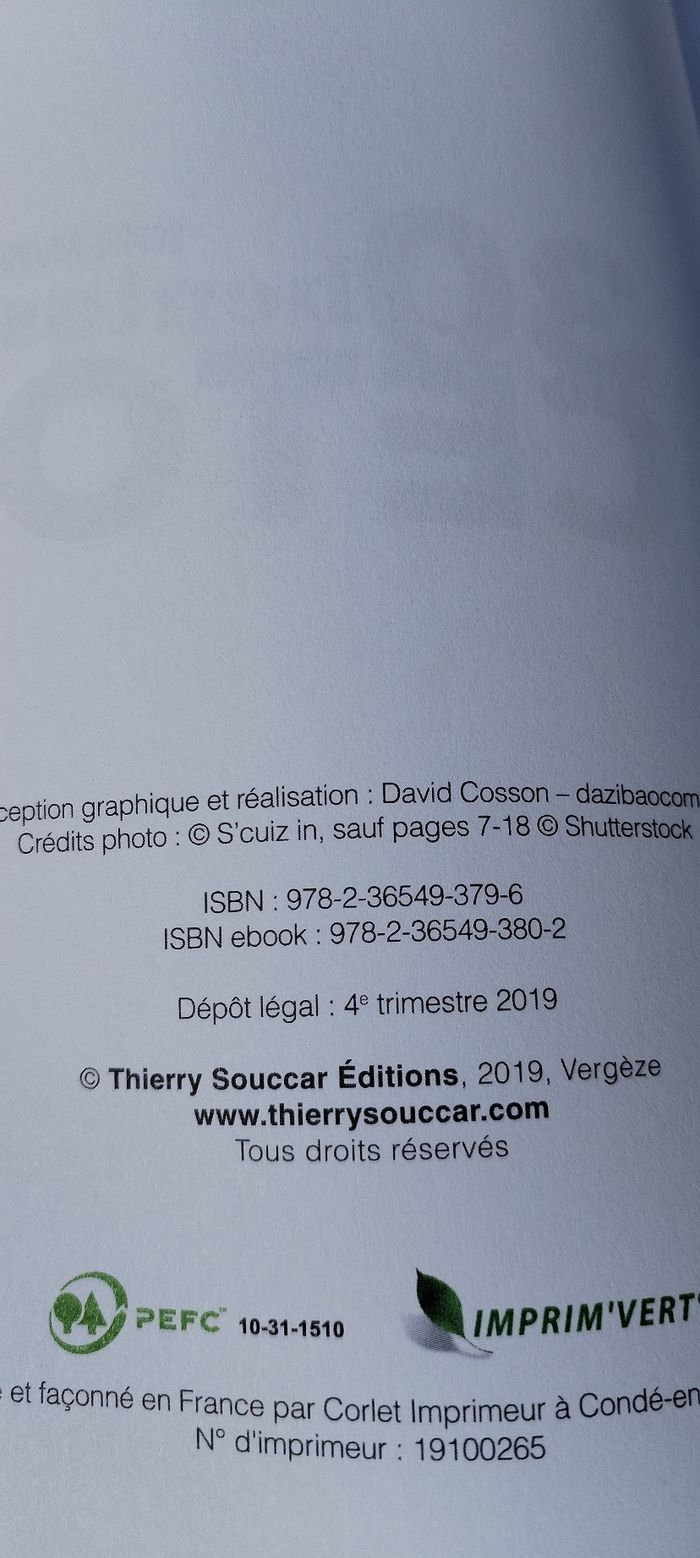 ception graphique et réalisation : David Cosson – dazibaocom
Crédits photo : © S'cuiz in, sauf pages 7-18 © Shutterstock
ISBN : 978-2-36549-379-6
ISBN ebook : 978-2-36549-380-2
Dépôt légal : 4e trimestre 2019
© Thierry Souccar Éditions, 2019, Vergèze
www.thierrysouccar.com
Tous droits réservés
PEFC™ 10-31-1510
IMPRIM'VERT®
et façonné en France par Corlet Imprimeur à Condé-en
N° d'imprimeur : 19100265